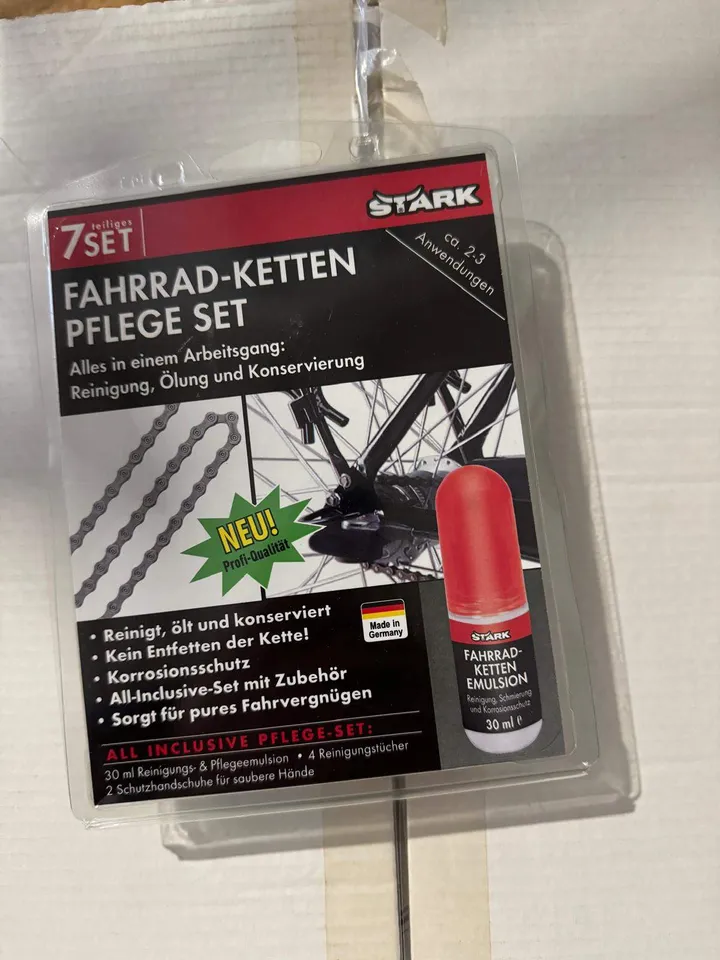 7 teiliges
SET
STARK
ca. 2-3
Anwendungen
FAHRRAD-KETTEN
PFLEGE SET
Alles in einem Arbeitsgang:
Reinigung, Ölung und Konservierung
NEU!
Profi-Qualität
• Reinigt, ölt und konserviert
• Kein Entfetten der Kette!
• Korrosionsschutz
• All-Inclusive-Set mit Zubehör
• Sorgt für pures Fahrvergnügen
Made in
Germany
ALL INCLUSIVE PFLEGE-SET:
30 ml Reinigungs- & Pflegeemulsion • 4 Reinigungstücher
2 Schutzhandschuhe für saubere Hände
STARK
FAHRRAD-
KETTEN
EMULSION
Reinigung, Schmierung
und Korrosionsschutz
30 ml ℮